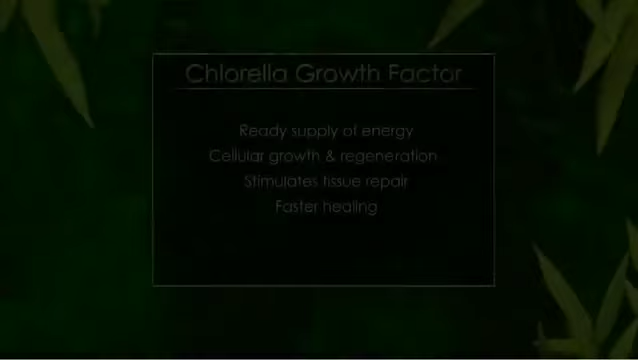 Chlorella Growth Factor
Ready supply of energy
Cellular growth & regeneration
Stimulates tissue repair
Faster healing